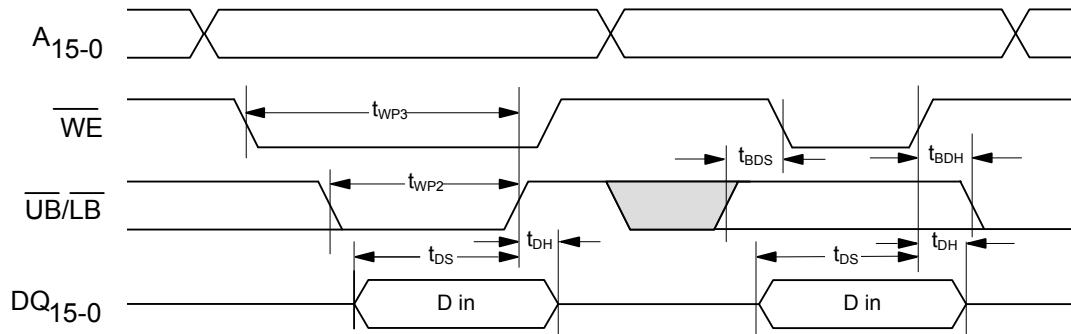 A15-0
WE
tWP3
tBDS
tBDH
UB/LB
tWP2
tDH
tDH
tDS
tDS
DQ15-0
D in
D in